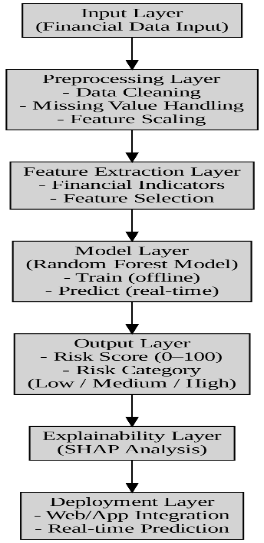 Input Layer
(Financial Data Input)
Preprocessing Layer
- Data Cleaning
- Missing Value Handling
- Feature Scaling
Feature Extraction Layer
- Financial Indicators
- Feature Selection
Model Layer
(Random Forest Model)
- Train (offline)
- Predict (real-time)
Output Layer
- Risk Score (0–100)
- Risk Category
(Low / Medium / High)
Explainability Layer
(SHAP Analysis)
Deployment Layer
- Web/App Integration
- Real-time Prediction